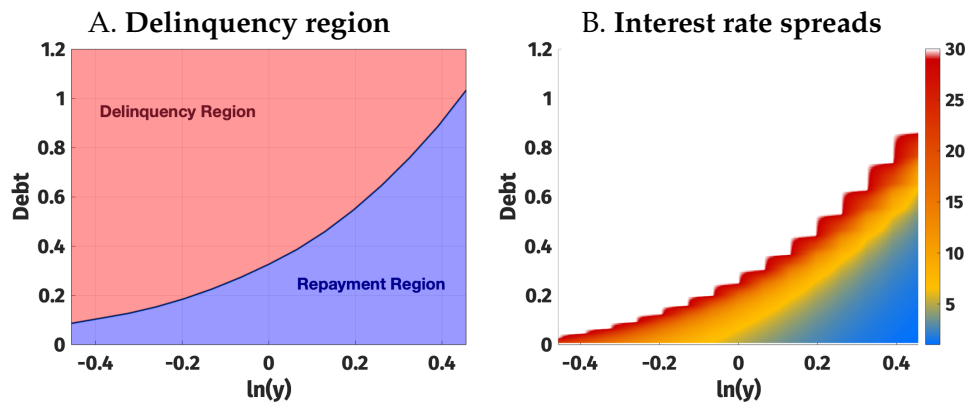 A. Delinquency region
1.2
1
0.8
0.6
0.4
0.2
0
Debt
Delinquency Region
Repayment Region
-0.4 -0.2 0 0.2 0.4
ln(y)
B. Interest rate spreads
1.2
1
0.8
0.6
0.4
0.2
0
Debt
-0.4 -0.2 0 0.2 0.4
ln(y)
30
25
20
15
10
5